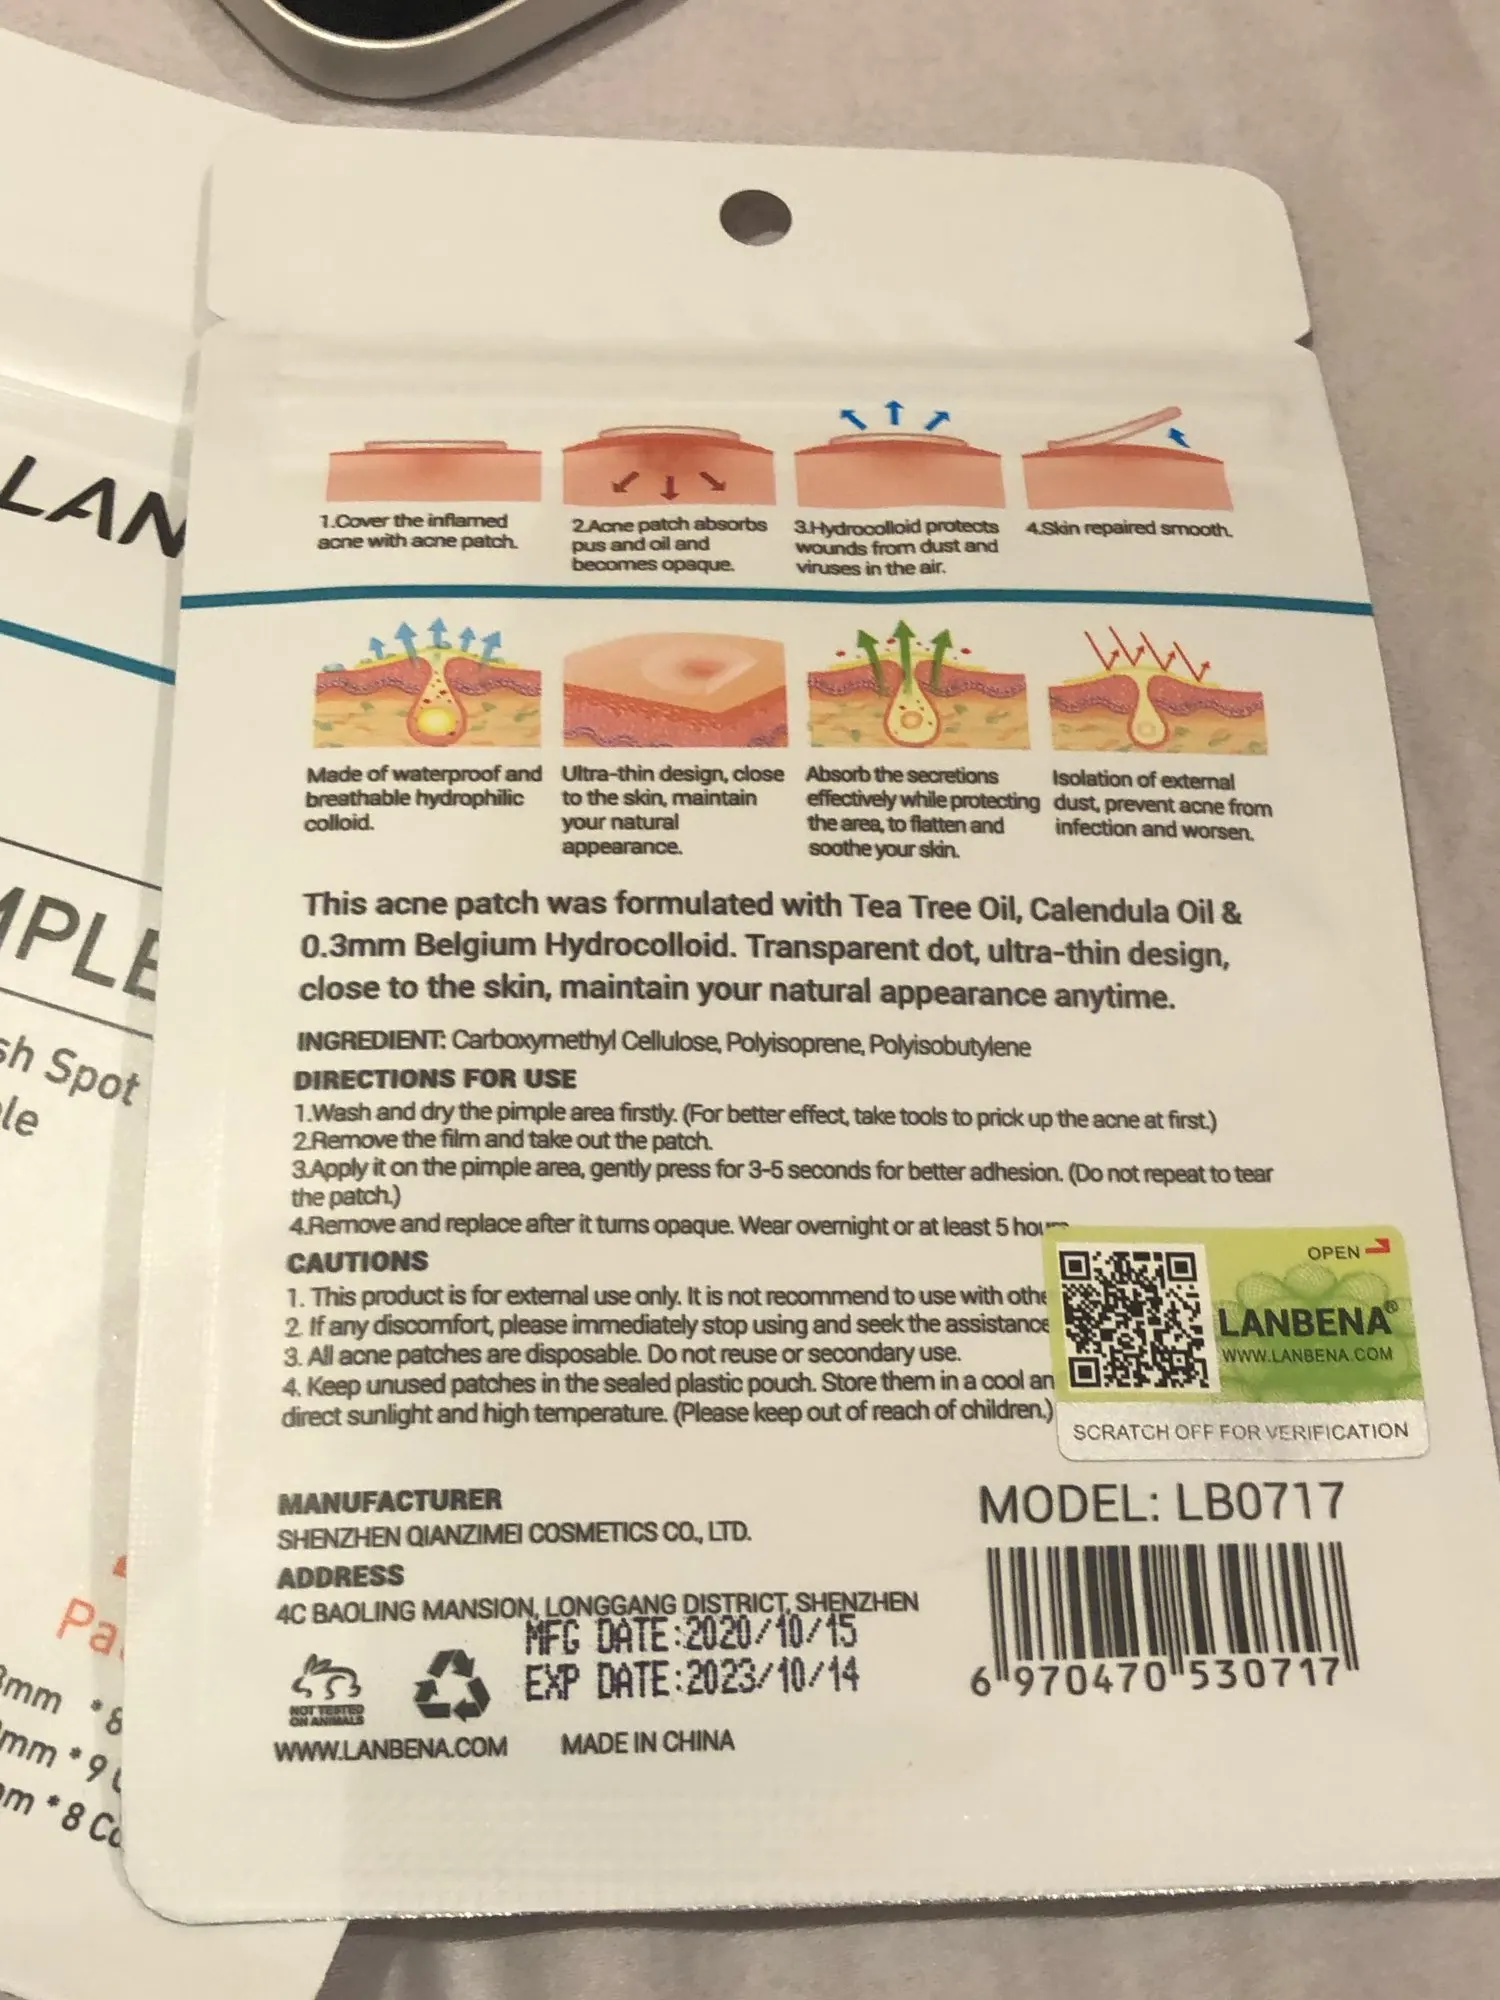 LAN
MPLE
sh Spot
le
Pa
mm *8
mm *9
m *8 Co
1.Cover the inflamed
acne with acne patch.
2.Acne patch absorbs
pus and oil and
becomes opaque.
3.Hydrocolloid protects
wounds from dust and
viruses in the air.
4.Skin repaired smooth.
Made of waterproof and
breathable hydrophilic
colloid.
Ultra-thin design, close
to the skin, maintain
your natural
appearance.
Absorb the secretions
effectively while protecting
the area, to flatten and
soothe your skin.
Isolation of external
dust, prevent acne from
infection and worsen.
This acne patch was formulated with Tea Tree Oil, Calendula Oil &
0.3mm Belgium Hydrocolloid. Transparent dot, ultra-thin design,
close to the skin, maintain your natural appearance anytime.
INGREDIENT: Carboxymethyl Cellulose, Polyisoprene, Polyisobutylene
DIRECTIONS FOR USE
1.Wash and dry the pimple area firstly. (For better effect, take tools to prick up the acne at first.)
2.Remove the film and take out the patch.
3.Apply it on the pimple area, gently press for 3-5 seconds for better adhesion. (Do not repeat to tear
the patch.)
4.Remove and replace after it turns opaque. Wear overnight or at least 5 hours
CAUTIONS
1. This product is for external use only. It is not recommend to use with othe
2. If any discomfort, please immediately stop using and seek the assistance
3. All acne patches are disposable. Do not reuse or secondary use.
4. Keep unused patches in the sealed plastic pouch. Store them in a cool an
direct sunlight and high temperature. (Please keep out of reach of children.)
OPEN
LANBENA®
WWW.LANBENA.COM
SCRATCH OFF FOR VERIFICATION
MANUFACTURER
SHENZHEN QIANZIMEI COSMETICS CO., LTD.
ADDRESS
4C BAOLING MANSION, LONGGANG DISTRICT, SHENZHEN
MFG DATE:2020/10/15
EXP DATE:2023/10/14
NOT TESTED
ON ANIMALS
WWW.LANBENA.COM MADE IN CHINA
MODEL: LB0717
6 970470 530717